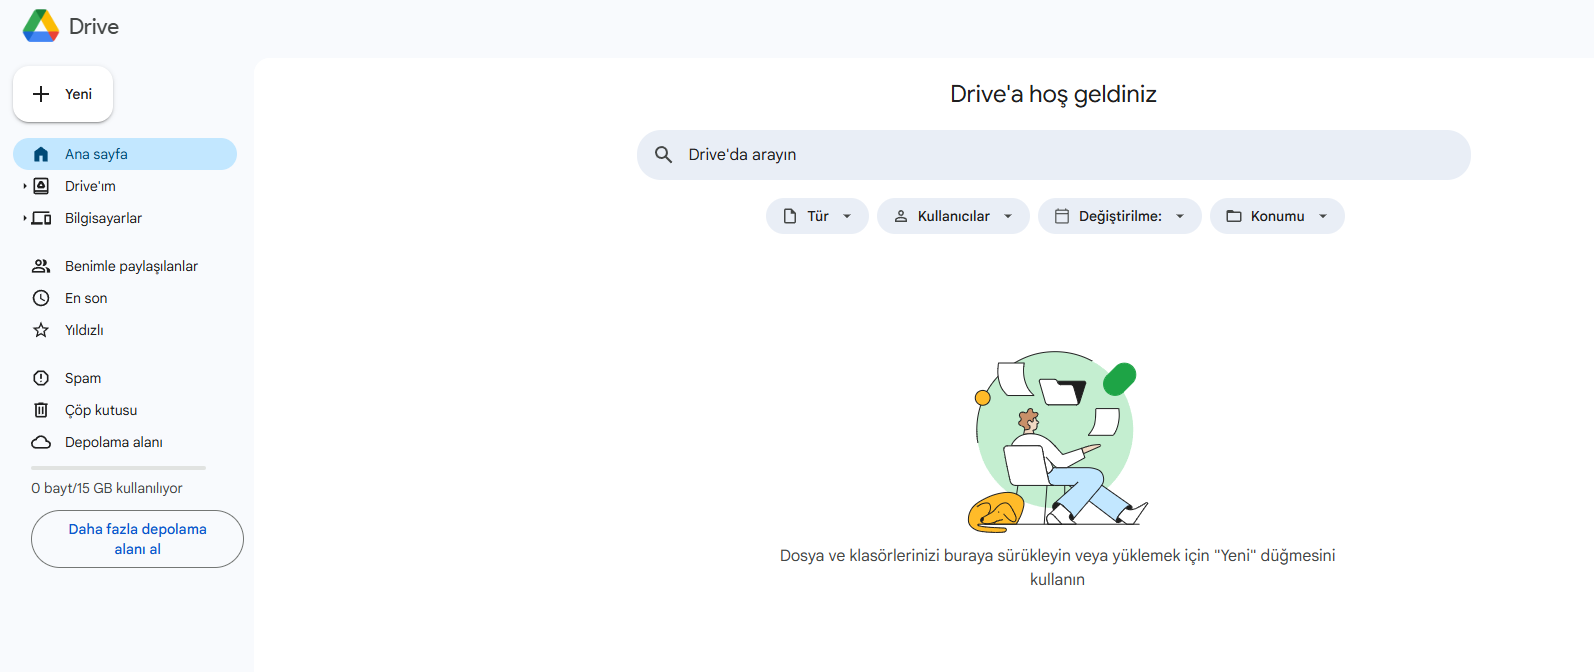 Drive
Yeni
Ana sayfa
Drive'ım
Bilgisayarlar
Benimle paylaşılanlar
En son
Yıldızlı
Spam
Çöp kutusu
Depolama alanı
0 bayt/15 GB kullanılıyor
Daha fazla depolama
alanı al
Drive'a hoş geldiniz
Drive'da arayın
Tür
Kullanıcılar
Değiştirilme:
Konumu
Dosya ve klasörlerinizi buraya sürükleyin veya yüklemek için "Yeni" düğmesini
kullanın